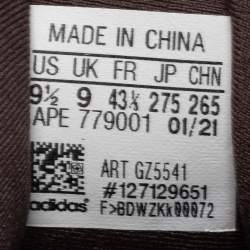 MADE IN CHINA
US UK FR JP CHN
9½ 9 43⅓ 275 265
APE 779001 01/21
ART GZ5541
#127129651
adidas F>BDWZKk00072